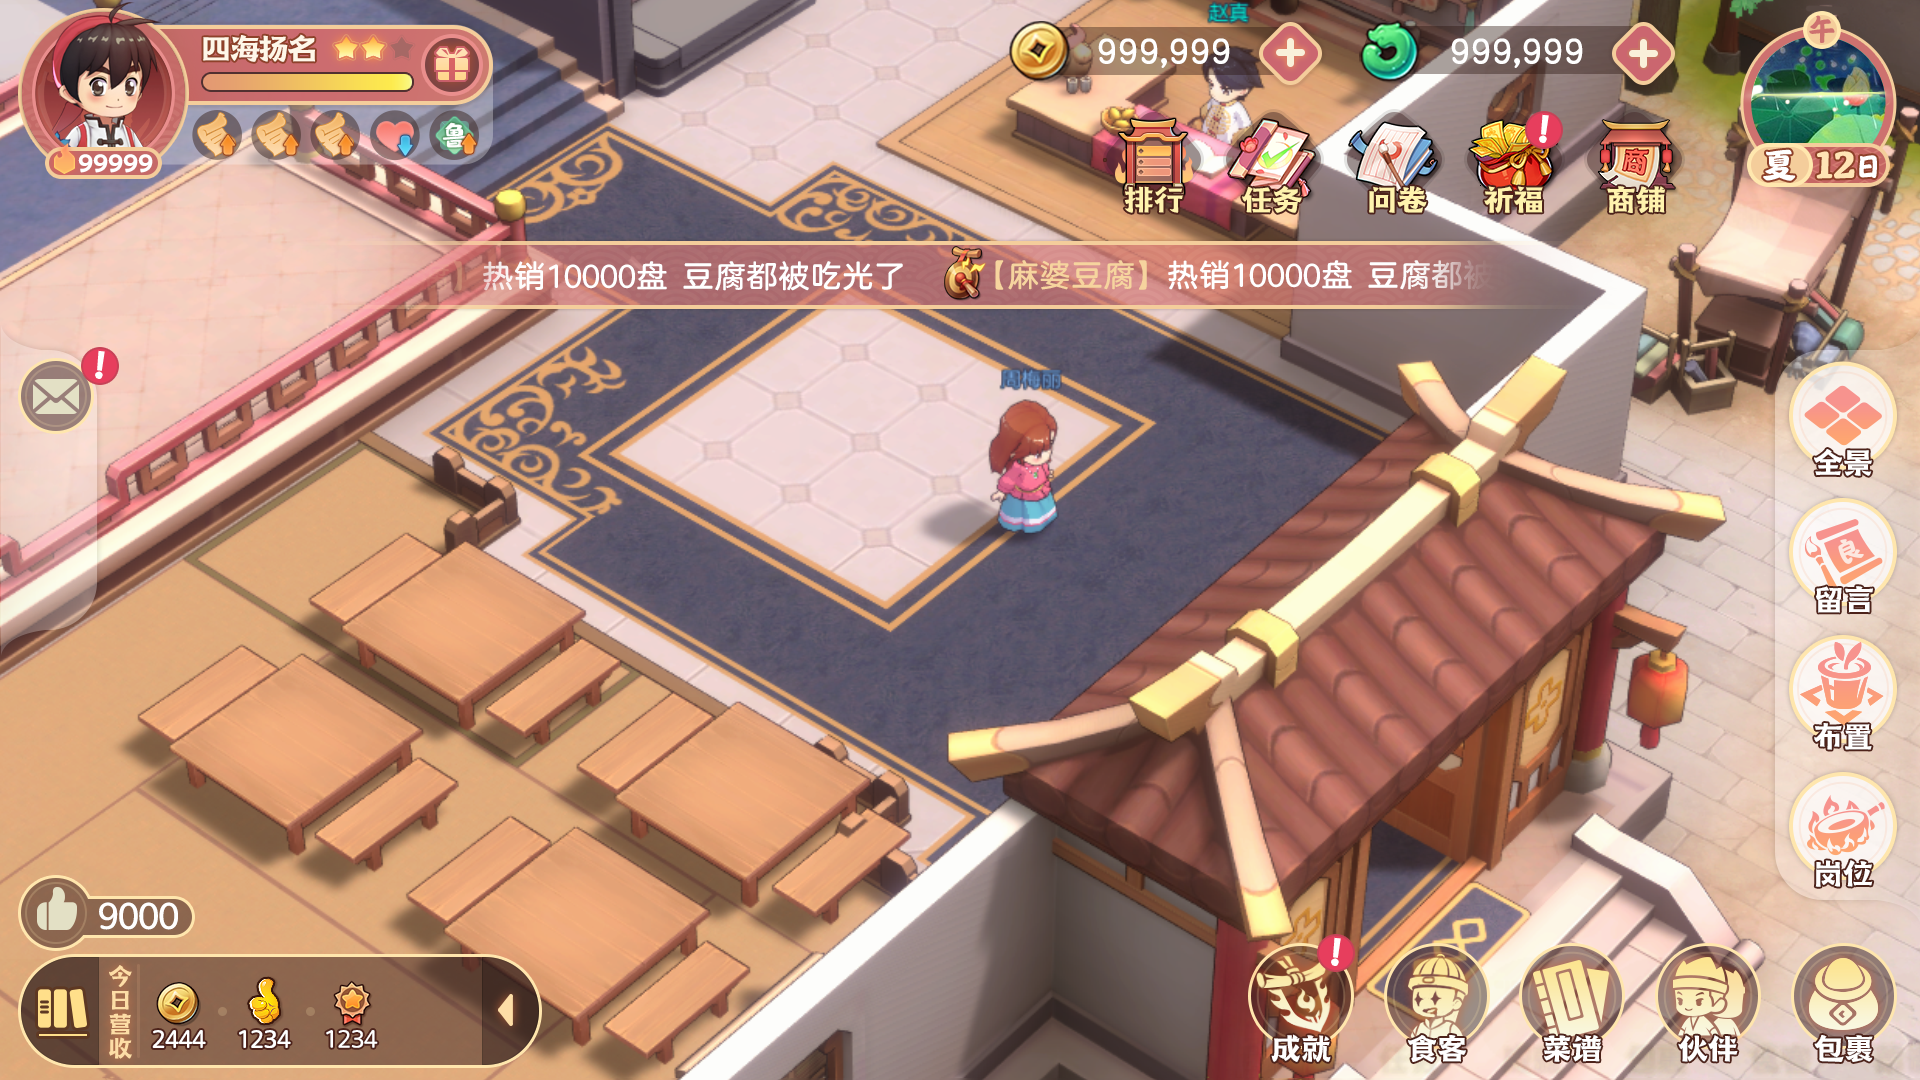 赵真
四海扬名
999,999
999,999
午
99999
鲁
夏 12日
商
排行
任务
问卷
祈福
商铺
热销10000盘 豆腐都被吃光了
【麻婆豆腐】热销10000盘 豆腐都被
周梅丽
全景
良
留言
布置
岗位
9000
今日营收
2444
1234
1234
成就
食客
菜谱
伙伴
包裹